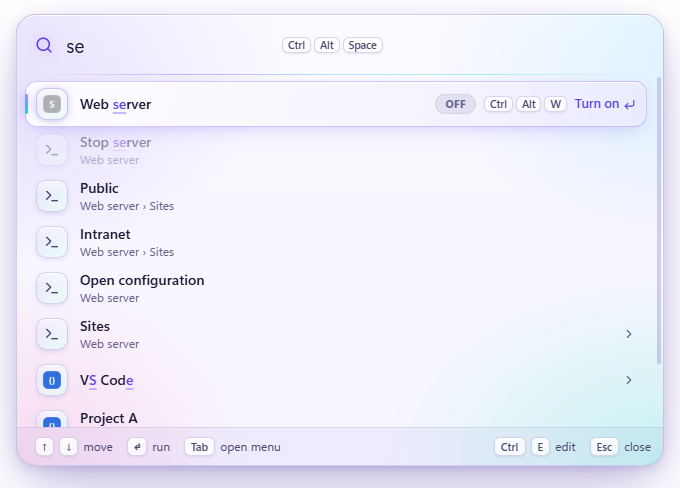 se Ctrl Alt Space
S Web server OFF Ctrl Alt W Turn on
Stop server
Web server
Public
Web server › Sites
Intranet
Web server › Sites
Open configuration
Web server
Sites
Web server
() VS Code
() Project A
↑ ↓ move ↵ run Tab open menu Ctrl E edit Esc close